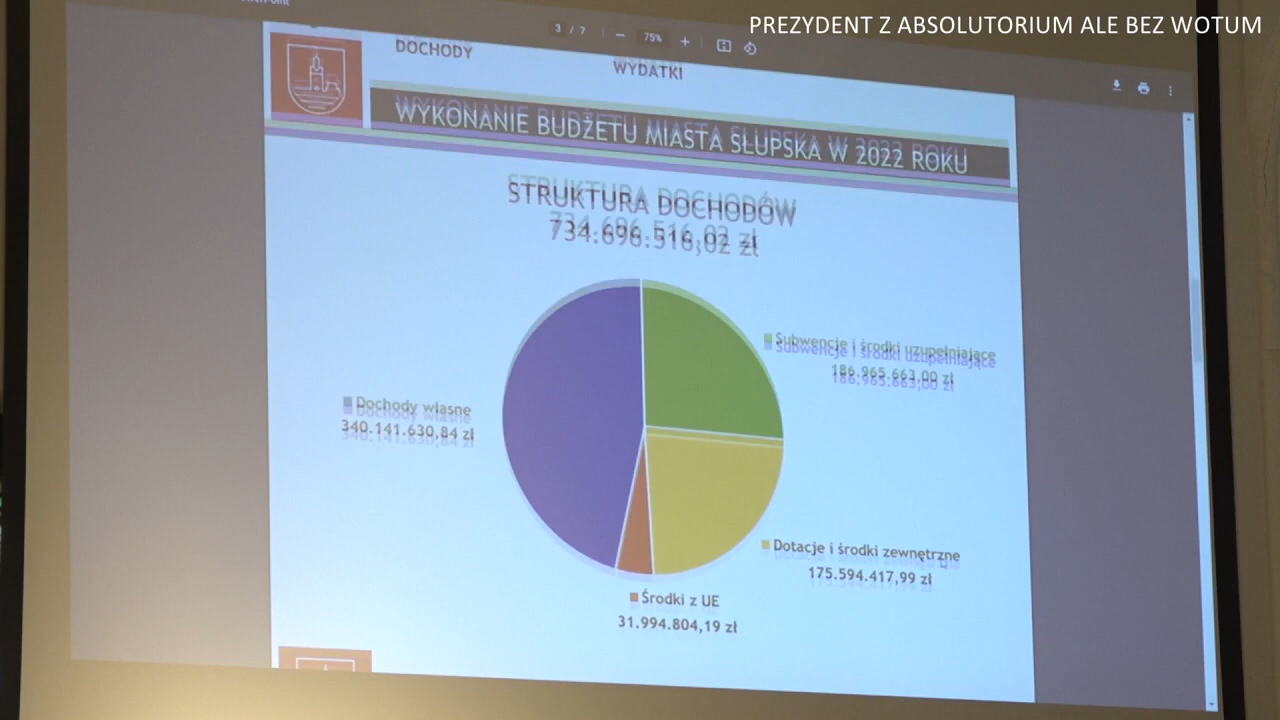 PREZYDENT Z ABSOLUTORIUM ALE BEZ WOTUM
3 / 7 — 75% +
DOCHODY
WYDATKI
WYKONANIE BUDŻETU MIASTA SŁUPSKA W 2022 ROKU
STRUKTURA DOCHODÓW
734.696.516,02 zł
Subwencje i środki uzupełniające
186.965.663,00 zł
Dochody własne
340.141.630,84 zł
Dotacje i środki zewnętrzne
175.594.417,99 zł
Środki z UE
31.994.804,19 zł